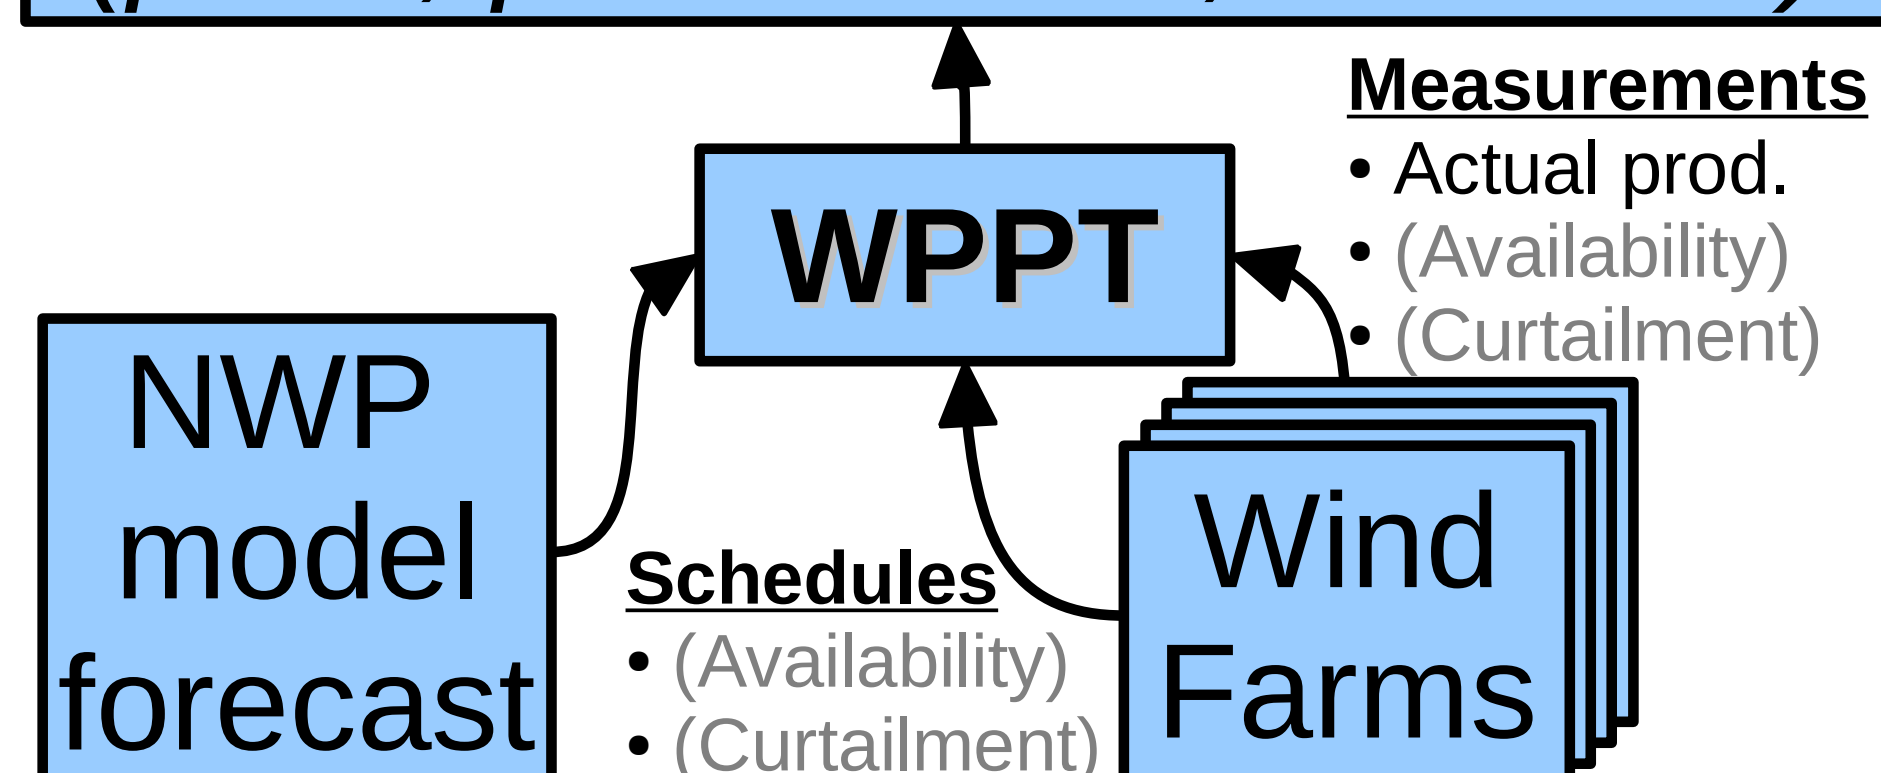 Measurements
• Actual prod.
• (Availability)
• (Curtailment)
WPPT
NWP
model
forecast
Schedules
• (Availability)
• (Curtailment)
Wind
Farms